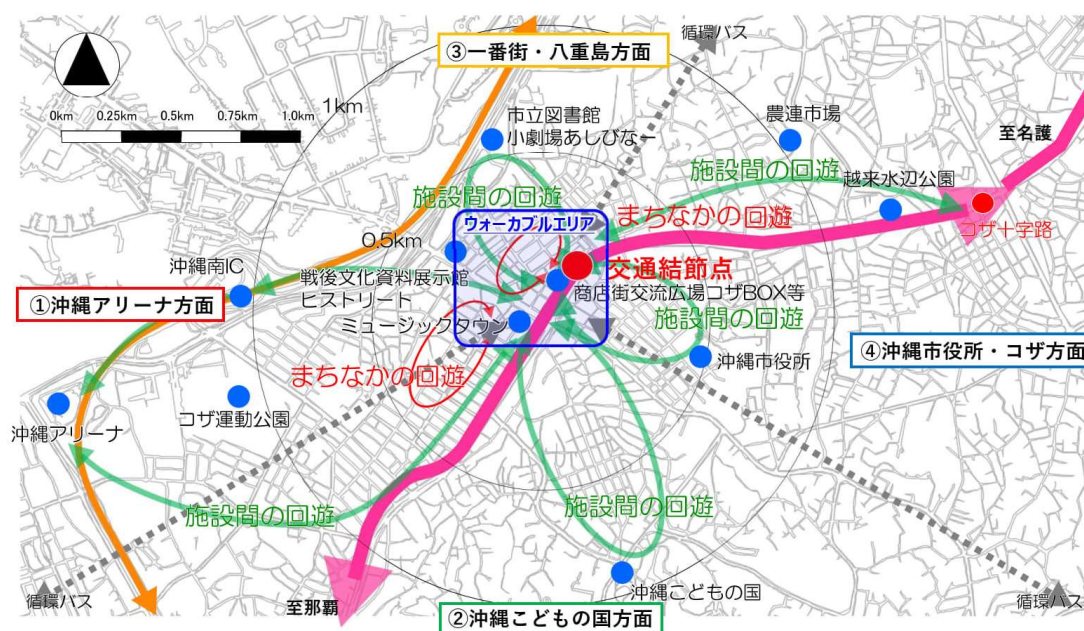 循環バス
③一番街・八重島方面
0km 0.25km 0.5km 0.75km 1.0km
1km
市立図書館
小劇場あしびなー
農連市場
至名護
施設間の回遊
施設間の回遊
越来水辺公園
ウォーカブルエリア
まちなかの回遊
コザ十字路
0.5km
沖縄南IC
交通結節点
戦後文化資料展示館
ヒストリート
商店街交流広場コザBOX等
①沖縄アリーナ方面
ミュージックタウン
施設間の回遊
④沖縄市役所・コザ方面
沖縄市役所
まちなかの回遊
コザ運動公園
沖縄アリーナ
施設間の回遊
施設間の回遊
沖縄こどもの国
循環バス
至那覇
②沖縄こどもの国方面
循環バス